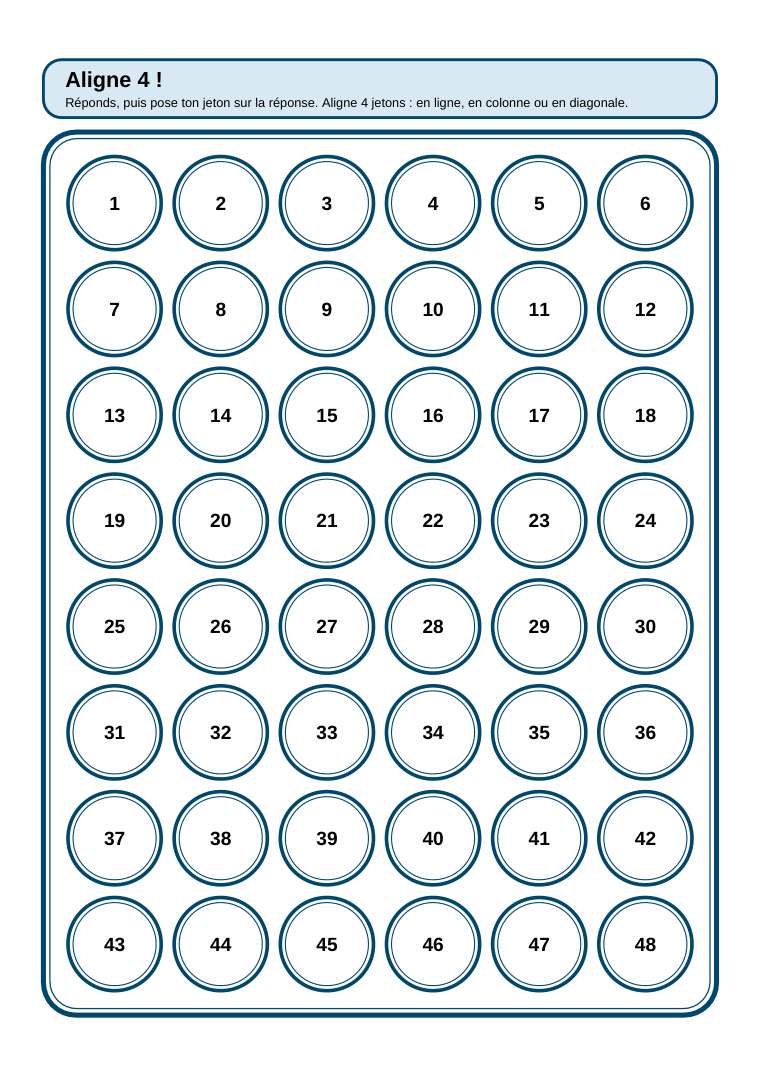 Aligne 4 !
Réponds, puis pose ton jeton sur la réponse. Aligne 4 jetons : en ligne, en colonne ou en diagonale.
1 2 3 4 5 6
7 8 9 10 11 12
13 14 15 16 17 18
19 20 21 22 23 24
25 26 27 28 29 30
31 32 33 34 35 36
37 38 39 40 41 42
43 44 45 46 47 48